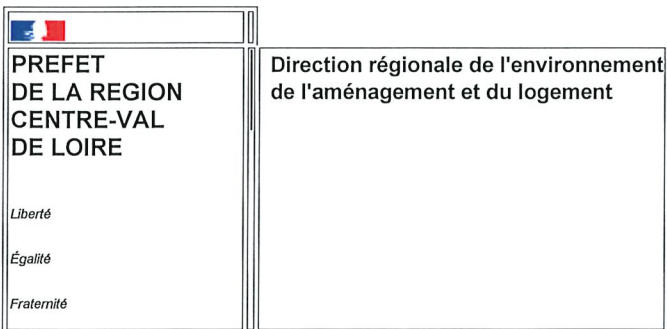 PREFET
DE LA REGION
CENTRE-VAL
DE LOIRE
Liberté
Égalité
Fraternité
Direction régionale de l'environnement
de l'aménagement et du logement